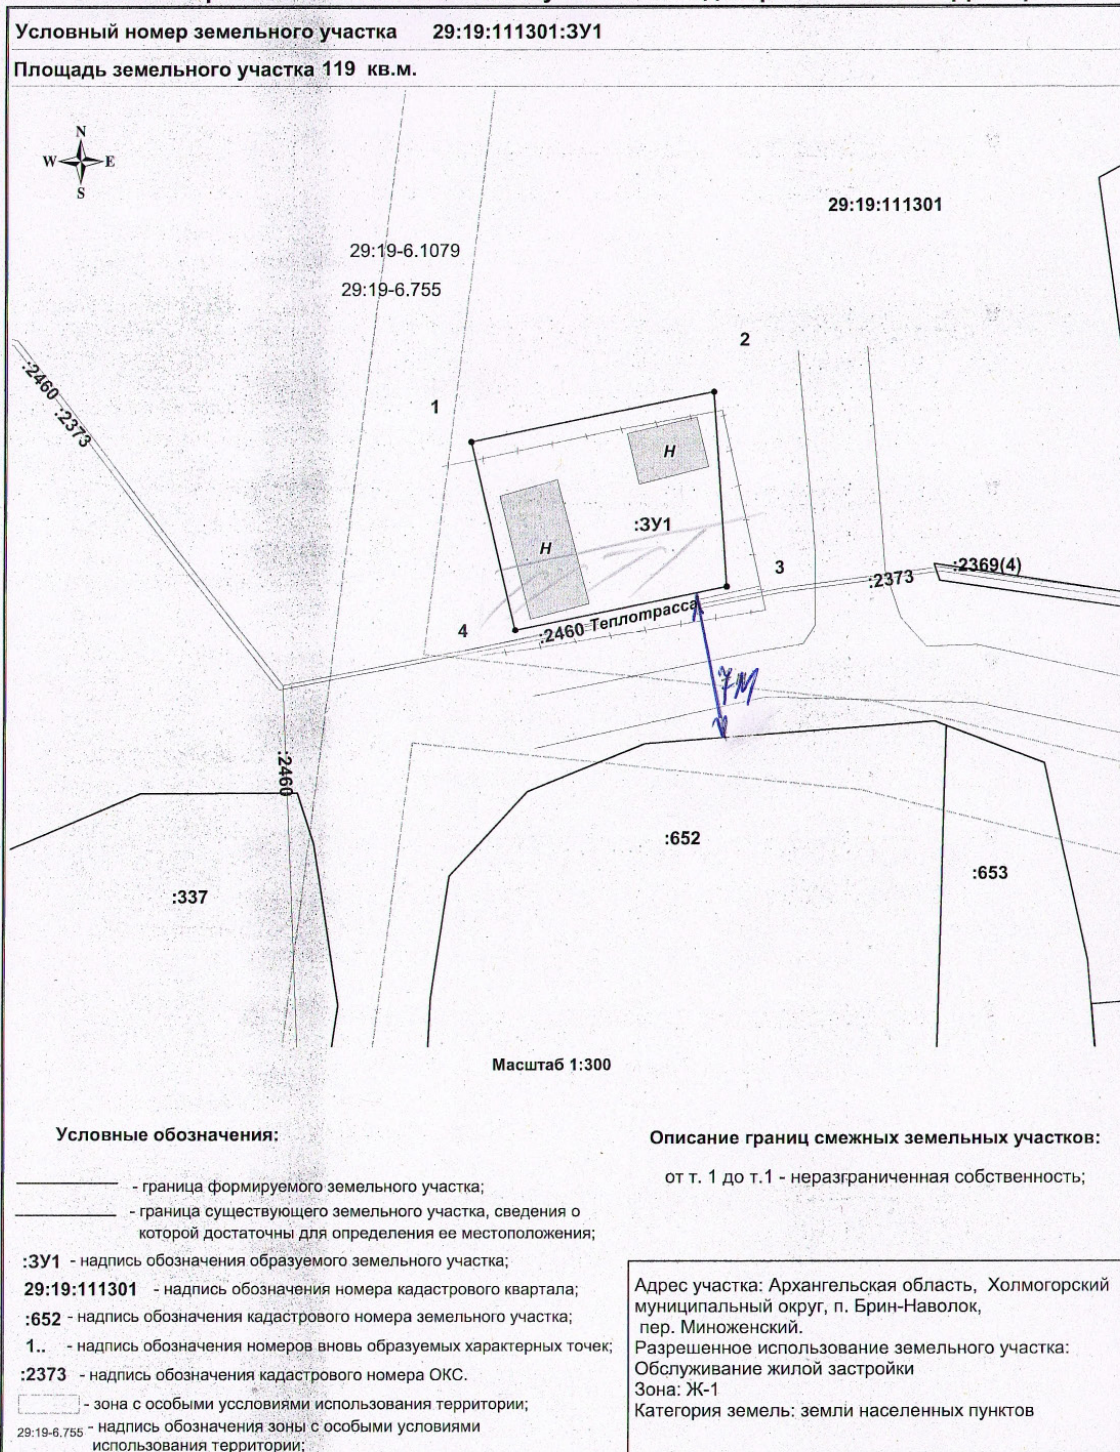 Условный номер земельного участка 29:19:111301:ЗУ1
Площадь земельного участка 119 кв.м.
N
W E
S
29:19:111301
29:19-6.1079
29:19-6.755
2
:2460
:2373
1
Н
:ЗУ1
Н
3
:2369(4)
:2373
4
:2460 Теплотрасса
7м
:2460
:652
:653
:337
Масштаб 1:300
Условные обозначения:
- граница формируемого земельного участка;
- граница существующего земельного участка, сведения о
которой достаточны для определения ее местоположения;
:ЗУ1 - надпись обозначения образуемого земельного участка;
29:19:111301 - надпись обозначения номера кадастрового квартала;
:652 - надпись обозначения кадастрового номера земельного участка;
1.. - надпись обозначения номеров вновь образуемых характерных точек;
:2373 - надпись обозначения кадастрового номера ОКС.
- зона с особыми усслoвиями использования территории;
29:19-6.755 - надпись обозначения зоны с особыми условиями
использования территории;
Описание границ смежных земельных участков:
от т. 1 до т.1 - неразграниченная собственность;
Адрес участка: Архангельская область, Холмогорский
муниципальный округ, п. Брин-Наволок,
пер. Миноженский.
Разрешенное использование земельного участка:
Обслуживание жилой застройки
Зона: Ж-1
Категория земель: земли населенных пунктов